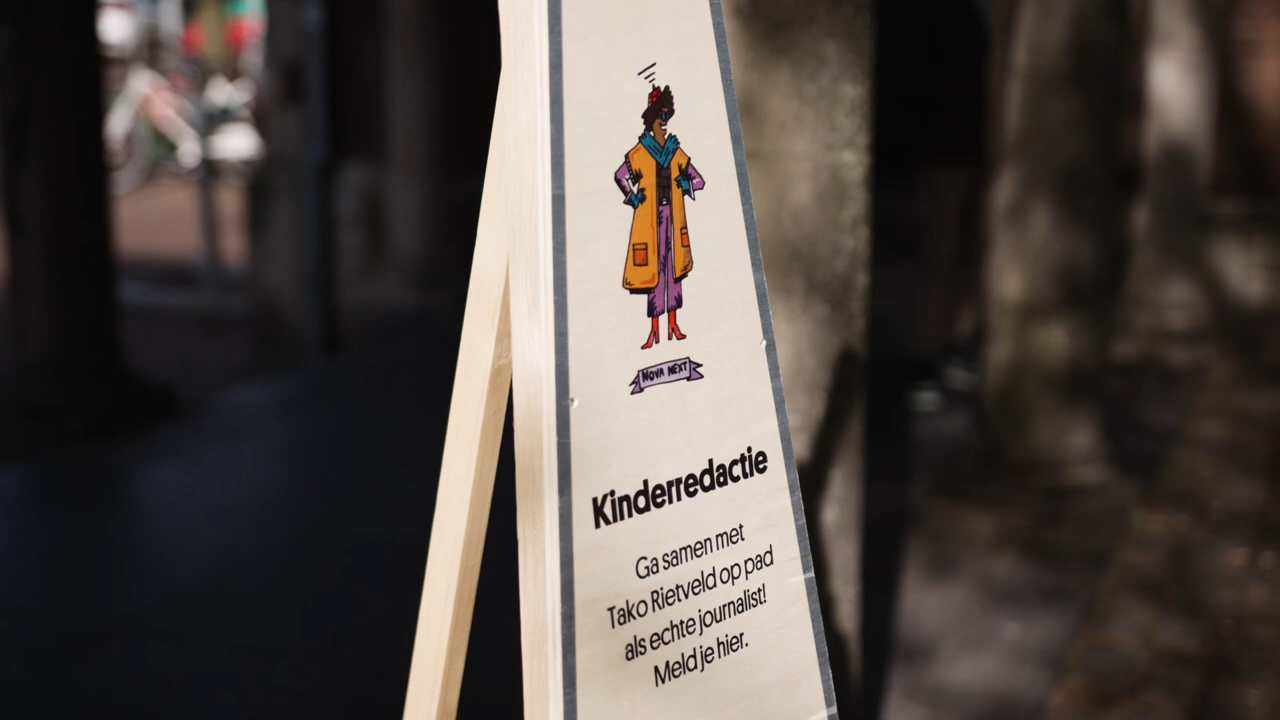 NOVA NEXT
Kinderredactie
Ga samen met
Tako Rietveld op pad
als echte journalist!
Meld je hier.